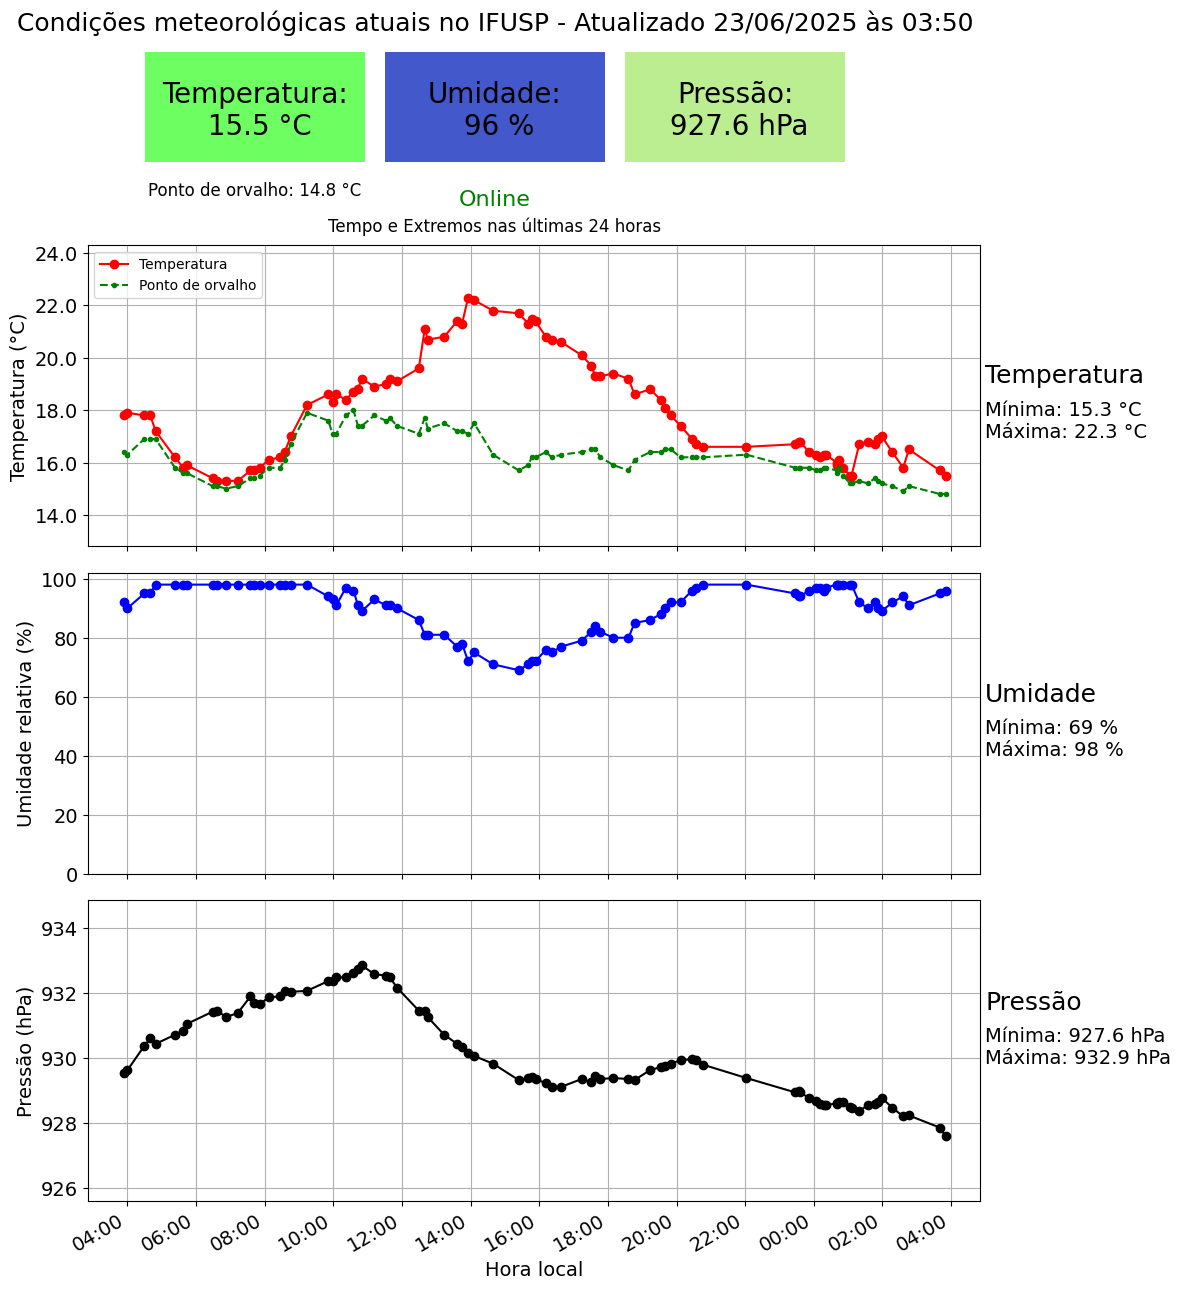 Condições meteorológicas atuais no IFUSP - Atualizado 23/06/2025 às 03:50
Temperatura:
15.5 °C
Umidade:
96 %
Pressão:
927.6 hPa
Ponto de orvalho: 14.8 °C
Online
Tempo e Extremos nas últimas 24 horas
Temperatura (°C)
24.0
22.0
20.0
18.0
16.0
14.0
Temperatura
Ponto de orvalho
Temperatura
Mínima: 15.3 °C
Máxima: 22.3 °C
Umidade relativa (%)
100
80
60
40
20
0
Umidade
Mínima: 69 %
Máxima: 98 %
Pressão (hPa)
934
932
930
928
926
Pressão
Mínima: 927.6 hPa
Máxima: 932.9 hPa
04:00 06:00 08:00 10:00 12:00 14:00 16:00 18:00 20:00 22:00 00:00 02:00 04:00
Hora local